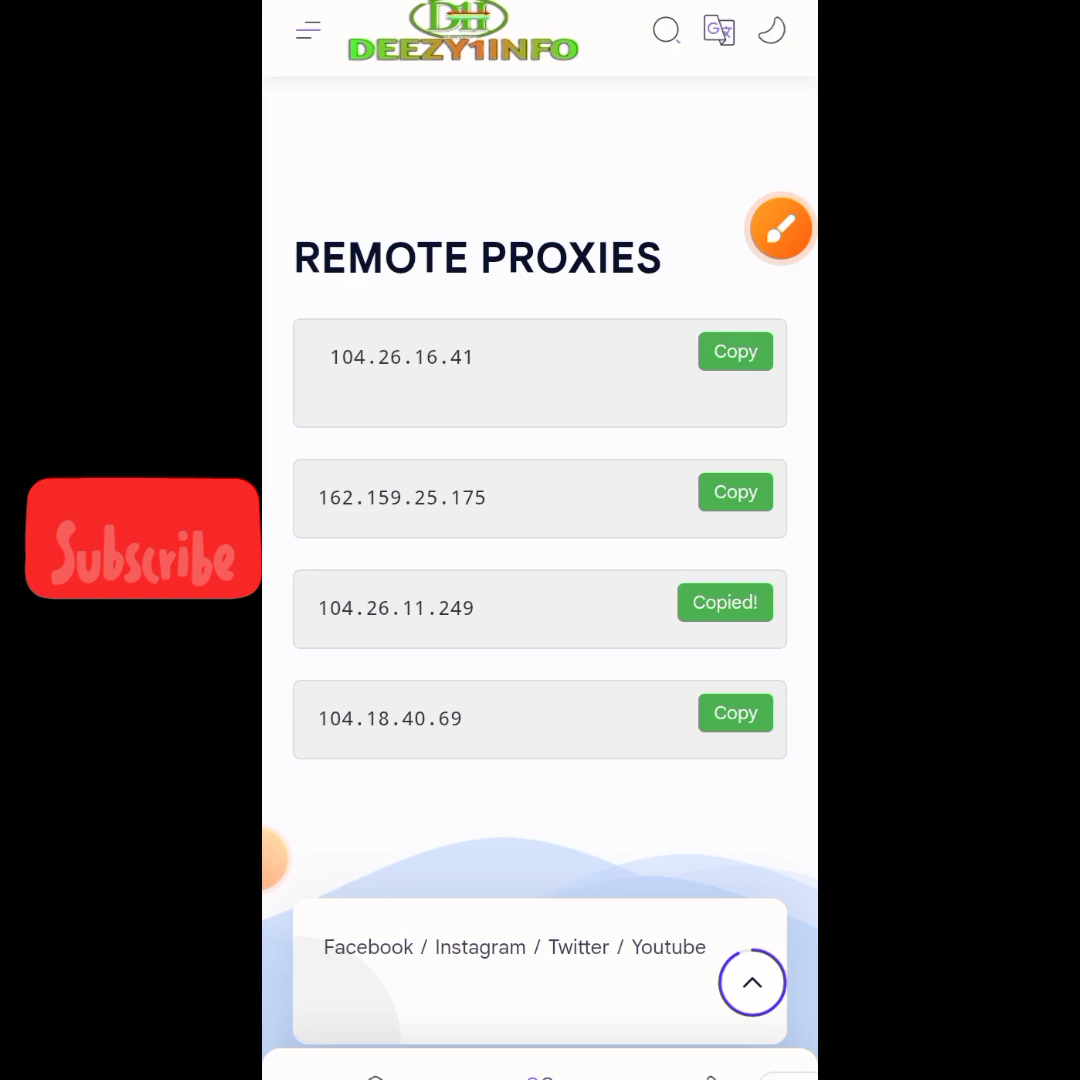 DH
DEEZY1INFO
REMOTE PROXIES
104.26.16.41
Copy
162.159.25.175
Copy
Subscribe
104.26.11.249
Copied!
104.18.40.69
Copy
Facebook / Instagram / Twitter / Youtube